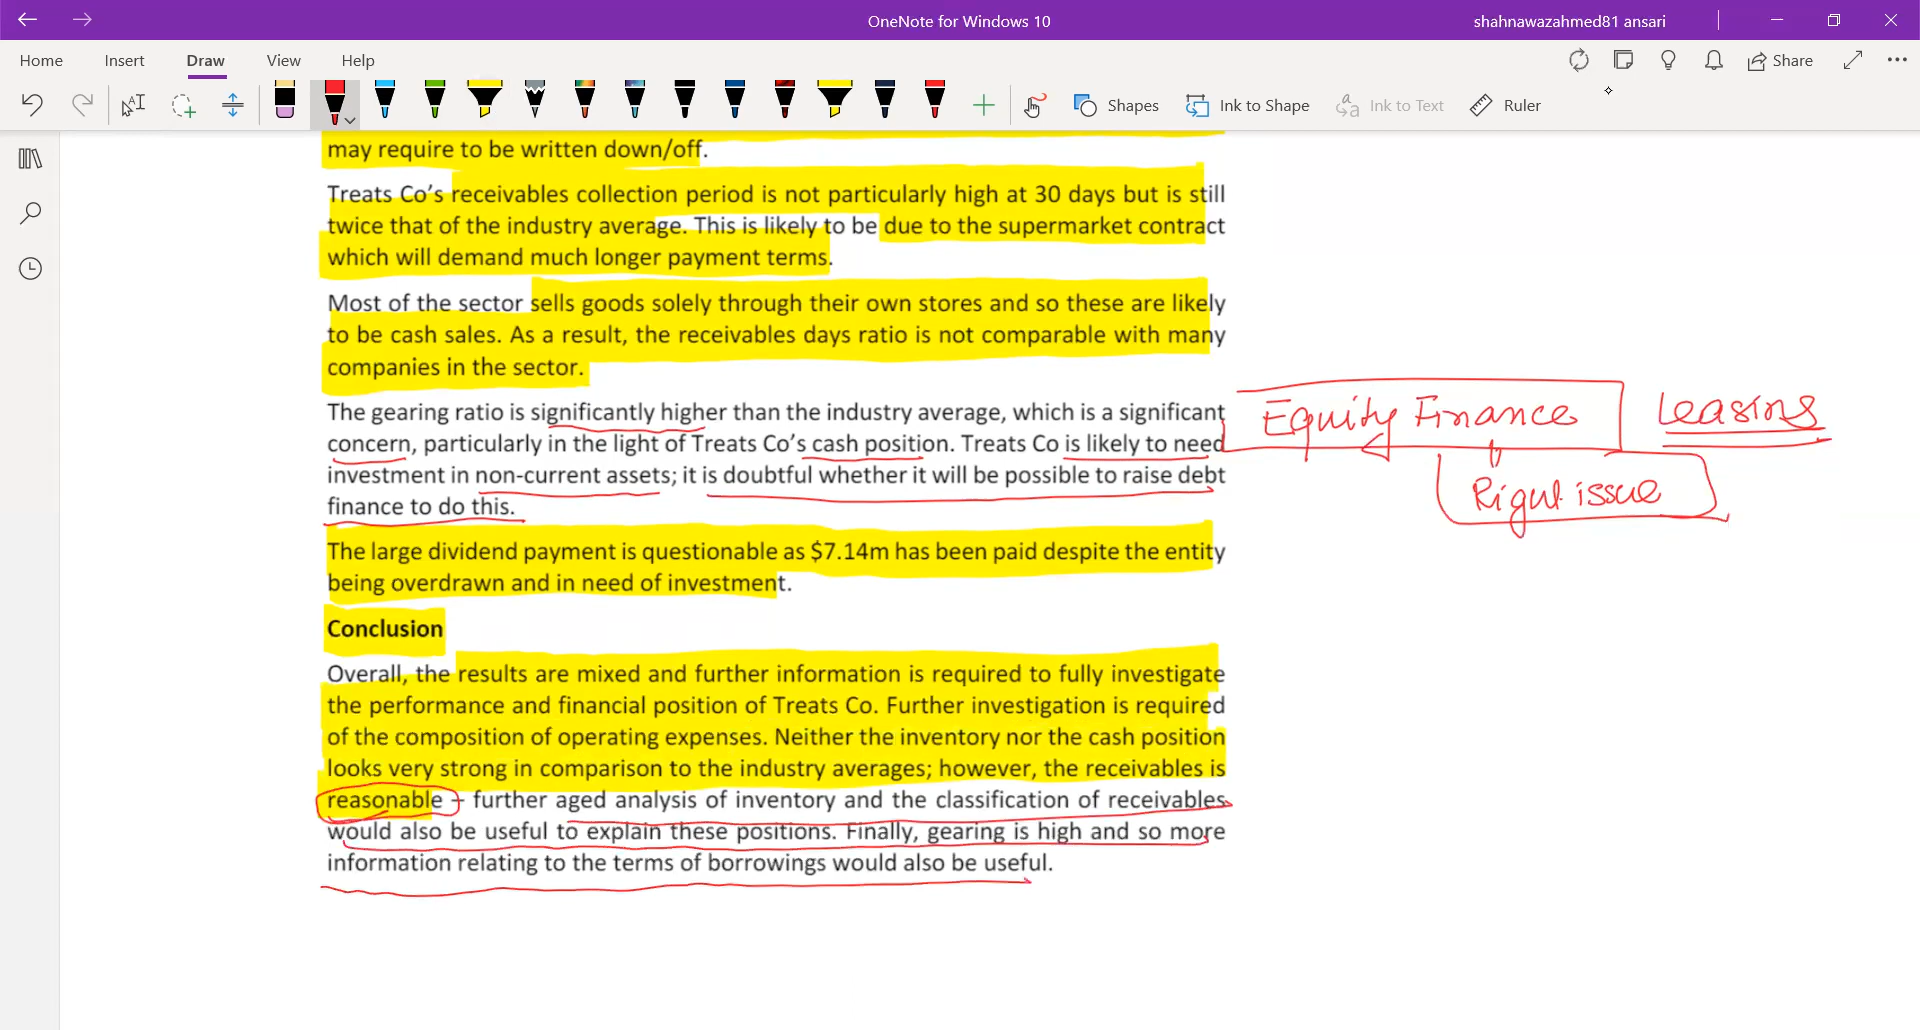 OneNote for Windows 10
shahnawazahmed81 ansari
Home Insert Draw View Help
Share
Shapes Ink to Shape Ink to Text Ruler
may require to be written down/off.
Treats Co's receivables collection period is not particularly high at 30 days but is still
twice that of the industry average. This is likely to be due to the supermarket contract
which will demand much longer payment terms.
Most of the sector sells goods solely through their own stores and so these are likely
to be cash sales. As a result, the receivables days ratio is not comparable with many
companies in the sector.
The gearing ratio is significantly higher than the industry average, which is a significant
concern, particularly in the light of Treats Co's cash position. Treats Co is likely to need
investment in non-current assets; it is doubtful whether it will be possible to raise debt
finance to do this.
Equity Finance
Leasing
Right issue
The large dividend payment is questionable as $7.14m has been paid despite the entity
being overdrawn and in need of investment.
Conclusion
Overall, the results are mixed and further information is required to fully investigate
the performance and financial position of Treats Co. Further investigation is required
of the composition of operating expenses. Neither the inventory nor the cash position
looks very strong in comparison to the industry averages; however, the receivables is
reasonable – further aged analysis of inventory and the classification of receivables
would also be useful to explain these positions. Finally, gearing is high and so more
information relating to the terms of borrowings would also be useful.